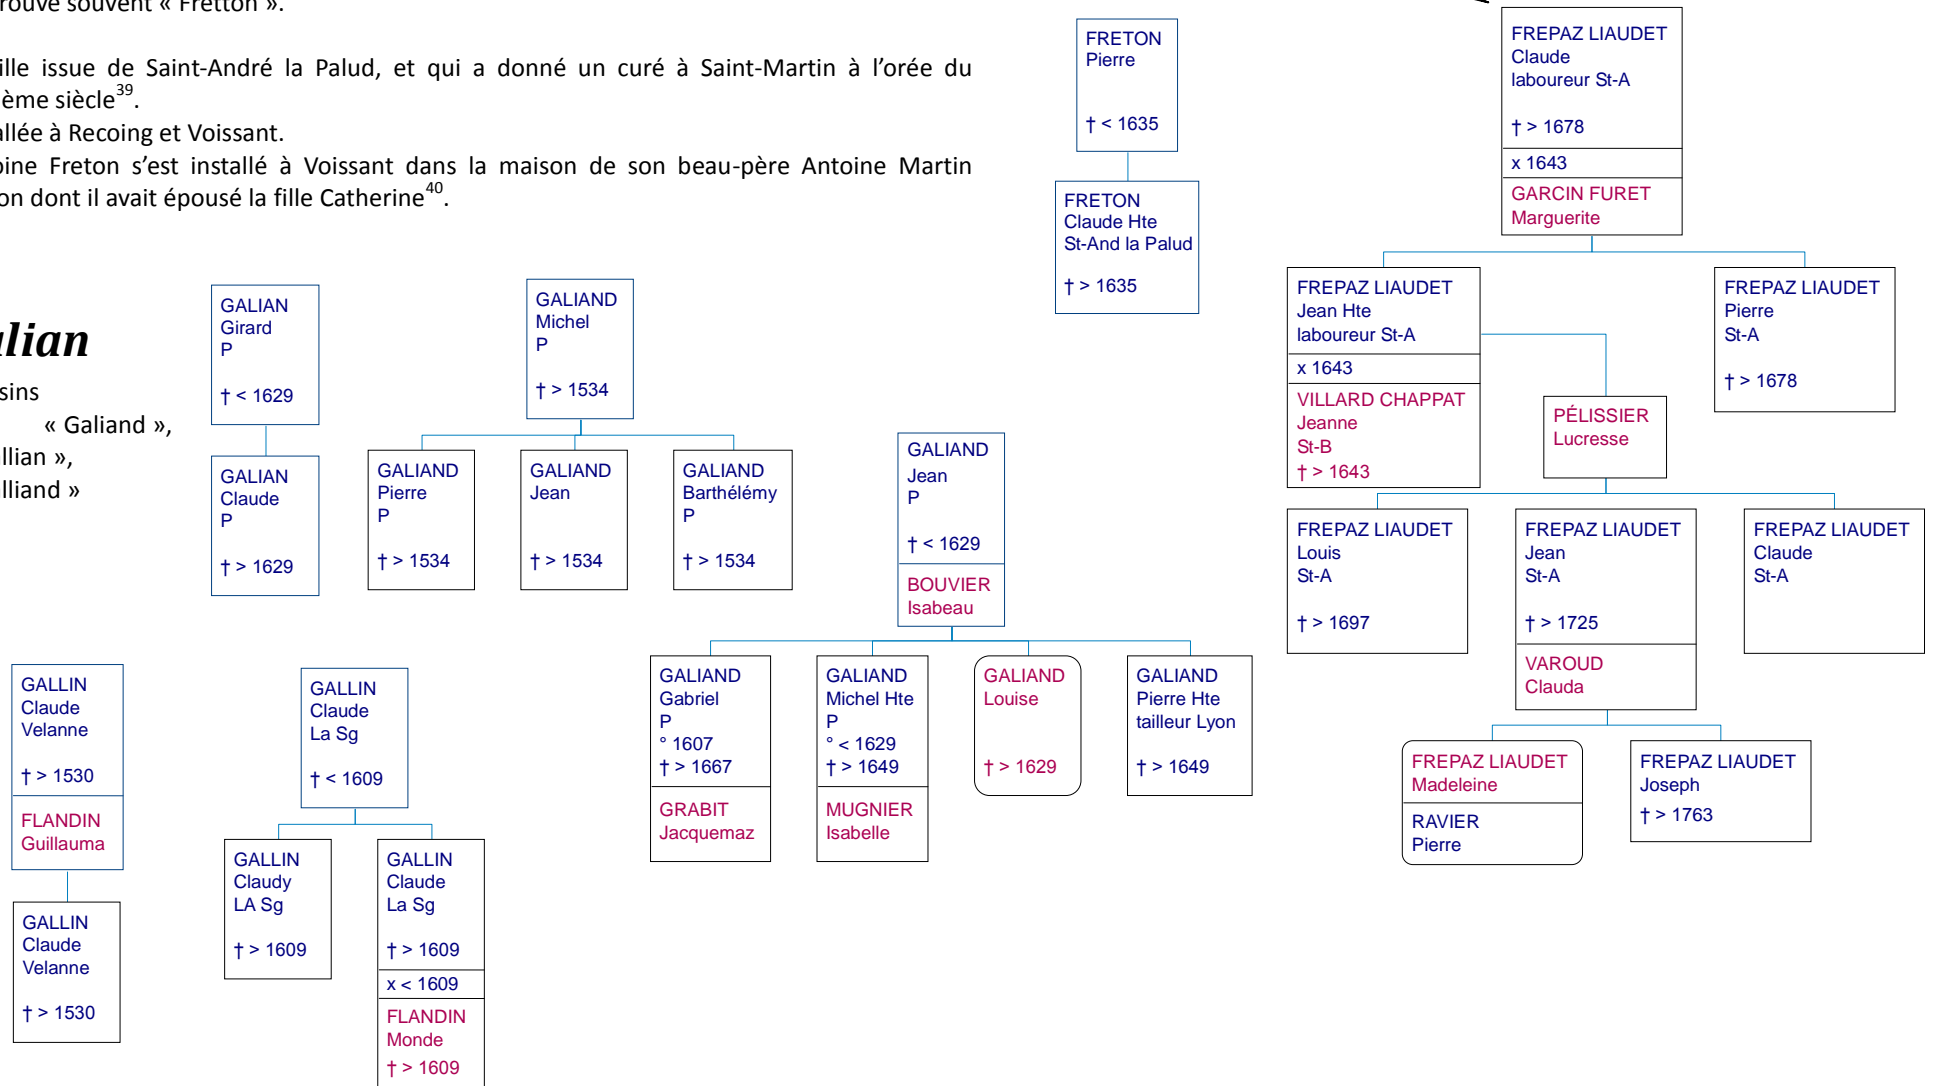 rouve souvent « Fretton ».
ille issue de Saint-André la Palud, et qui a donné un curé à Saint-Martin à l'orée du
ième siècle39.
allée à Recoing et Voissant.
oine Freton s'est installé à Voissant dans la maison de son beau-père Antoine Martin
on dont il avait épousé la fille Catherine40.
FRETON
Pierre
† < 1635
FRETON
Claude Hte
St-And la Palud
† > 1635
FREPAZ LIAUDET
Claude
laboureur St-A
† > 1678
x 1643
GARCIN FURET
Marguerite
FREPAZ LIAUDET
Jean Hte
laboureur St-A
x 1643
VILLARD CHAPPAT
Jeanne
St-B
† > 1643
PÉLISSIER
Lucresse
FREPAZ LIAUDET
Pierre
St-A
† > 1678
FREPAZ LIAUDET
Louis
St-A
† > 1697
FREPAZ LIAUDET
Jean
St-A
† > 1725
VAROUD
Clauda
FREPAZ LIAUDET
Claude
St-A
FREPAZ LIAUDET
Madeleine
RAVIER
Pierre
FREPAZ LIAUDET
Joseph
† > 1763
lian
sins
« Galiand »,
llian »,
lliand »
GALIAN
Girard
P
† < 1629
GALIAN
Claude
P
† > 1629
GALIAND
Michel
P
† > 1534
GALIAND
Pierre
P
† > 1534
GALIAND
Jean
† > 1534
GALIAND
Barthélémy
P
† > 1534
GALIAND
Jean
P
† < 1629
BOUVIER
Isabeau
GALIAND
Gabriel
P
° 1607
† > 1667
GRABIT
Jacquemaz
GALIAND
Michel Hte
P
° < 1629
† > 1649
MUGNIER
Isabelle
GALIAND
Louise
† > 1629
GALIAND
Pierre Hte
tailleur Lyon
† > 1649
GALLIN
Claude
Velanne
† > 1530
FLANDIN
Guillauma
GALLIN
Claude
Velanne
† > 1530
GALLIN
Claude
La Sg
† < 1609
GALLIN
Claudy
LA Sg
† > 1609
GALLIN
Claude
La Sg
† > 1609
x < 1609
FLANDIN
Monde
† > 1609